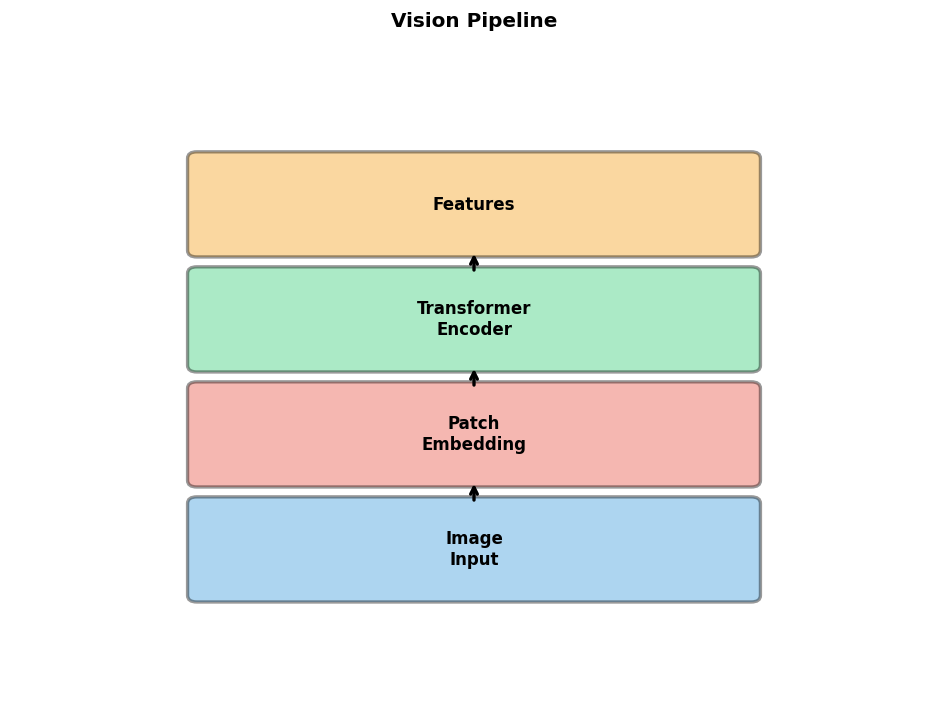 Vision Pipeline
Features
Transformer
Encoder
Patch
Embedding
Image
Input